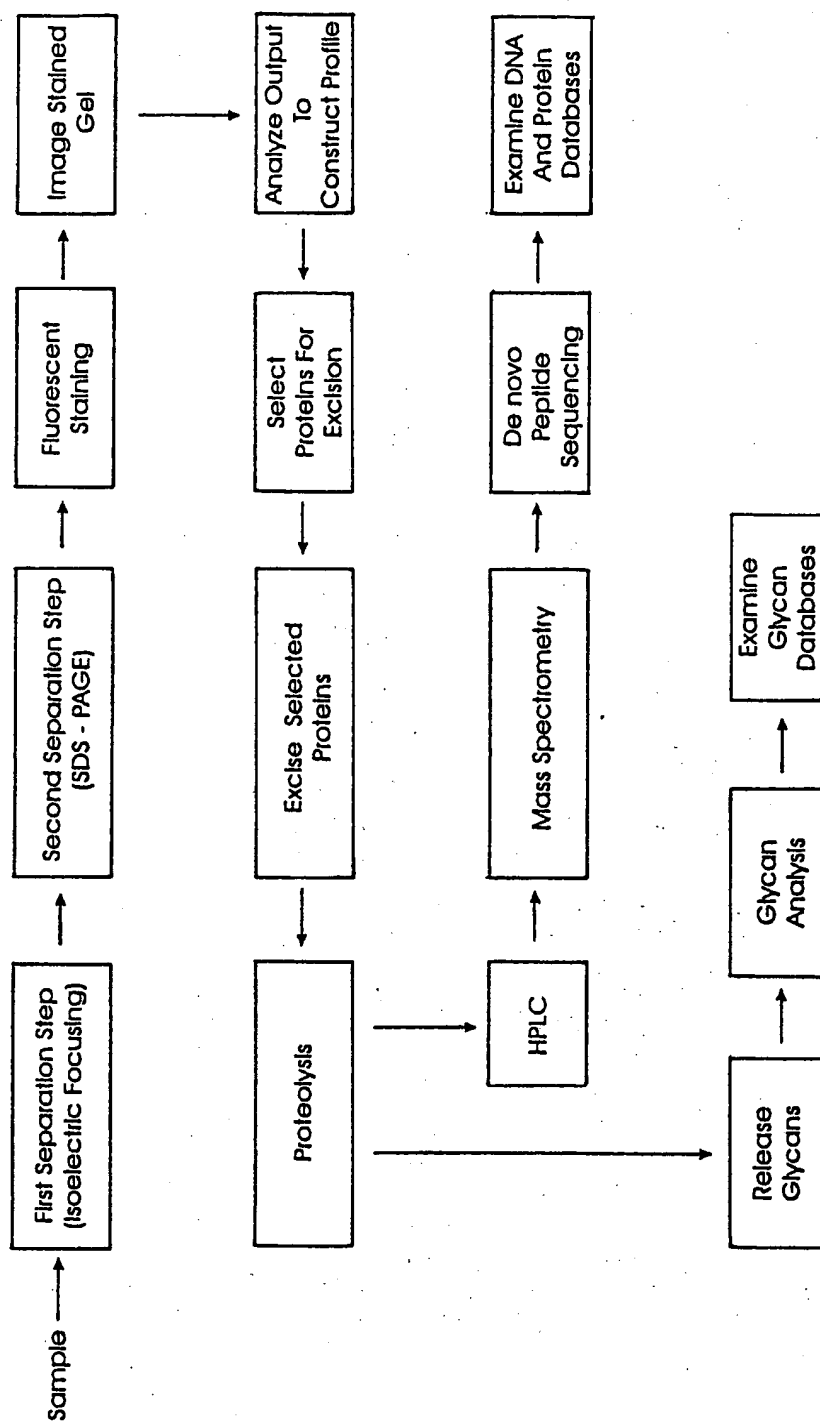 Sample
First Separation Step
(Isoelectric Focusing)
Second Separation Step
(SDS - PAGE)
Fluorescent
Staining
Image Stained
Gel
Analyze Output
To
Construct Profile
Select
Proteins For
Excision
Excise Selected
Proteins
Proteolysis
HPLC
Mass Spectrometry
De novo
Peptide
Sequencing
Examine DNA
And Protein
Databases
Release
Glycans
Glycan
Analysis
Examine
Glycan
Databases